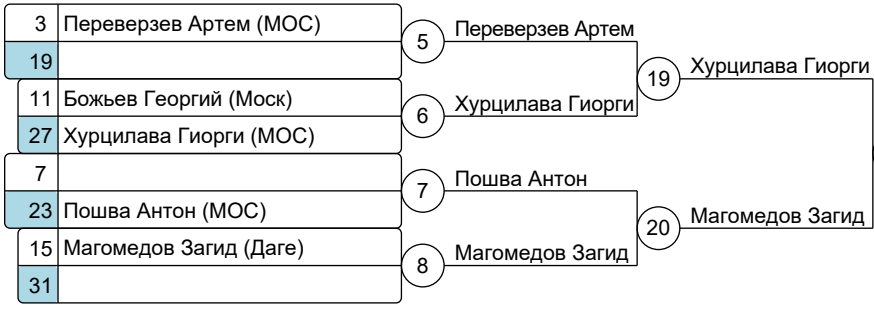 3 Переверзев Артем (МОС)
19
11 Божьев Георгий (Моск)
27 Хурцилава Гиорги (МОС)
7
23 Пошва Антон (МОС)
15 Магомедов Загид (Даге)
31
5 Переверзев Артем
6 Хурцилава Гиорги
7 Пошва Антон
8 Магомедов Загид
19 Хурцилава Гиорги
20 Магомедов Загид